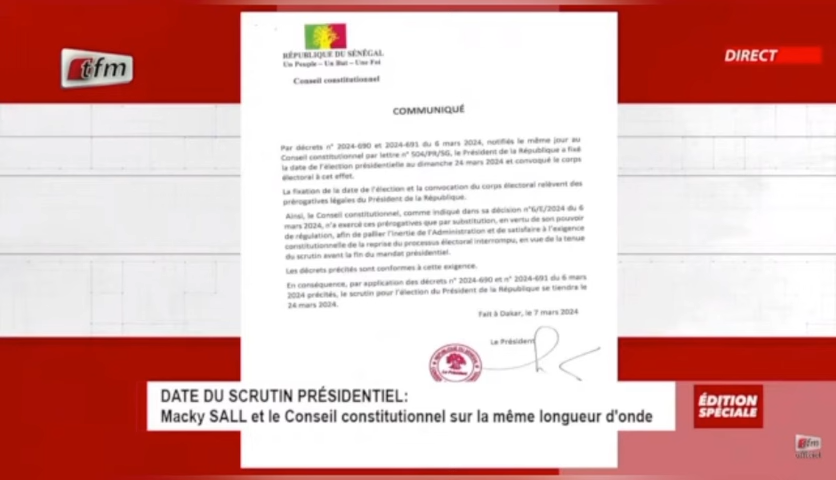 tfm
DIRECT
RÉPUBLIQUE DU SÉNÉGAL
Un Peuple – Un But – Une Foi
Conseil constitutionnel
COMMUNIQUÉ
Par décrets n° 2024-690 et 2024-691 du 6 mars 2024, notifiés le même jour au
Conseil constitutionnel par lettre n° 504/PR/SG, le Président de la République a fixé
la date de l'élection présidentielle au dimanche 24 mars 2024 et convoqué le corps
électoral à cet effet.
La fixation de la date de l'élection et la convocation du corps électoral relèvent des
prérogatives légales du Président de la République.
Ainsi, le Conseil constitutionnel, comme indiqué dans sa décision n°6/E/2024 du 6
mars 2024, n'a exercé ces prérogatives que par substitution, en vertu de son pouvoir
de régulation, afin de pallier l'inertie de l'Administration et de satisfaire à l'exigence
constitutionnelle de la reprise du processus électoral interrompu, en vue de la tenue
du scrutin avant la fin du mandat présidentiel.
Les décrets précités sont conformes à cette exigence.
En conséquence, par application des décrets n° 2024-690 et n° 2024-691 du 6 mars
2024 précités, le scrutin pour l'élection du Président de la République se tiendra le
24 mars 2024.
Fait à Dakar, le 7 mars 2024
Le Président
DATE DU SCRUTIN PRÉSIDENTIEL:
Macky SALL et le Conseil constitutionnel sur la même longueur d'onde
ÉDITION
SPÉCIALE
tfm